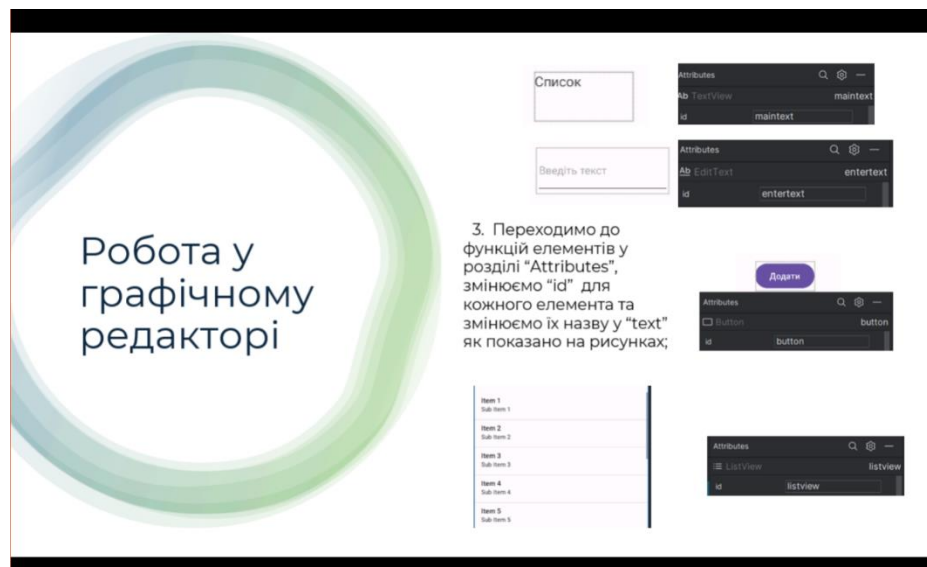 Робота у
графічному
редакторі
Список
Attributes
Ab TextView maintext
id maintext
Введіть текст
Attributes
Ab EditText entertext
id entertext
3. Переходимо до
функцій елементів у
розділі “Attributes”,
змінюємо “id” для
кожного елемента та
змінюємо їх назву у “text”
як показано на рисунках;
Додати
Attributes
Button button
id button
Item 1
Sub Item 1
Item 2
Sub Item 2
Item 3
Sub Item 3
Item 4
Sub Item 4
Item 5
Sub Item 5
Attributes
ListView listview
id listview